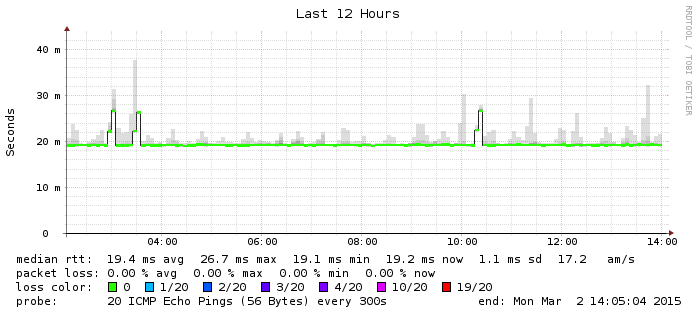 Last 12 Hours
RRDTOOL / TOBI OETIKER
Seconds
40 m
30 m
20 m
10 m
0
04:00 06:00 08:00 10:00 12:00 14:00
median rtt: 19.4 ms avg 26.7 ms max 19.1 ms min 19.2 ms now 1.1 ms sd 17.2 am/s
packet loss: 0.00 % avg 0.00 % max 0.00 % min 0.00 % now
loss color: 0 1/20 2/20 3/20 4/20 10/20 19/20
probe: 20 ICMP Echo Pings (56 Bytes) every 300s end: Mon Mar 2 14:05:04 2015